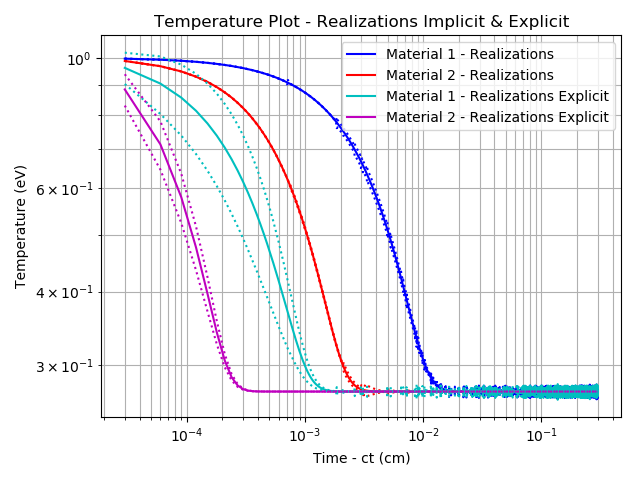 Temperature Plot - Realizations Implicit & Explicit
Material 1 - Realizations
Material 2 - Realizations
Material 1 - Realizations Explicit
Material 2 - Realizations Explicit
Temperature (eV)
10⁰
6 × 10⁻¹
4 × 10⁻¹
3 × 10⁻¹
10⁻⁴ 10⁻³ 10⁻² 10⁻¹
Time - ct (cm)